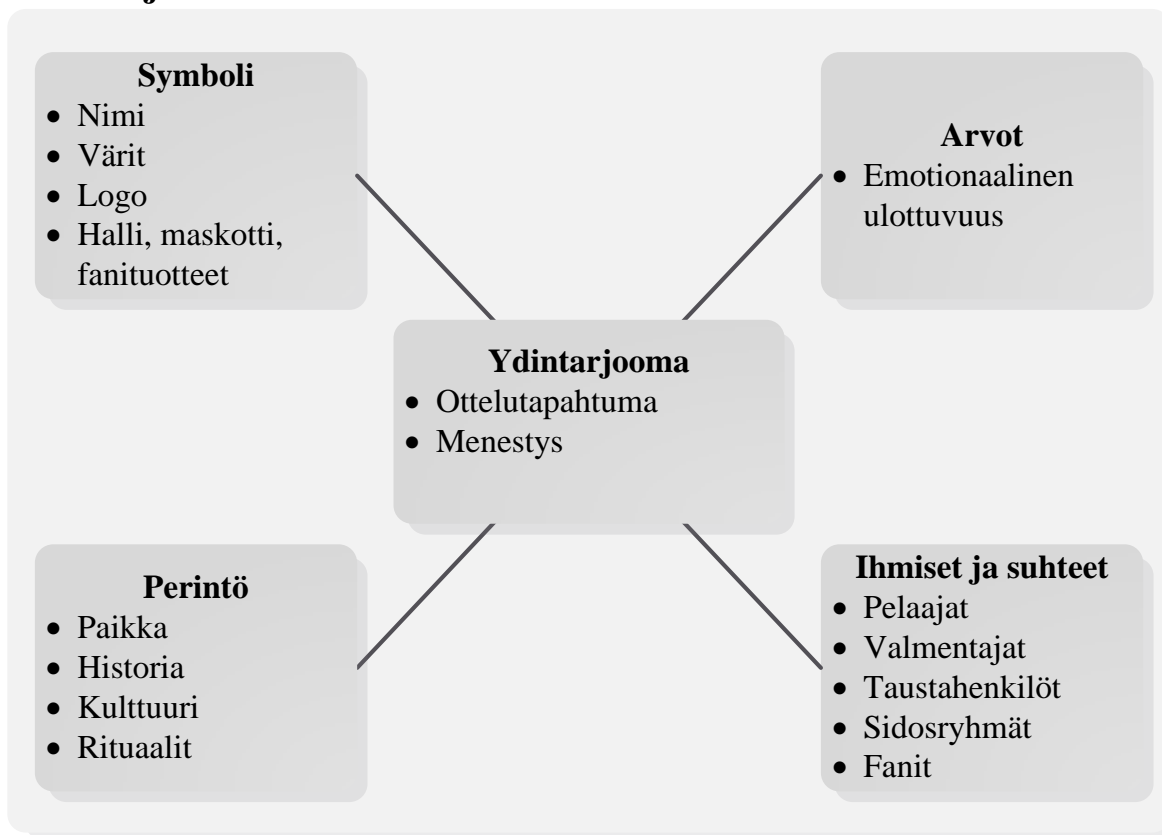 Symboli
• Nimi
• Värit
• Logo
• Halli, maskotti,
fanituotteet
Arvot
• Emotionaalinen
ulottuvuus
Ydintarjooma
• Ottelutapahtuma
• Menestys
Perintö
• Paikka
• Historia
• Kulttuuri
• Rituaalit
Ihmiset ja suhteet
• Pelaajat
• Valmentajat
• Taustahenkilöt
• Sidosryhmät
• Fanit